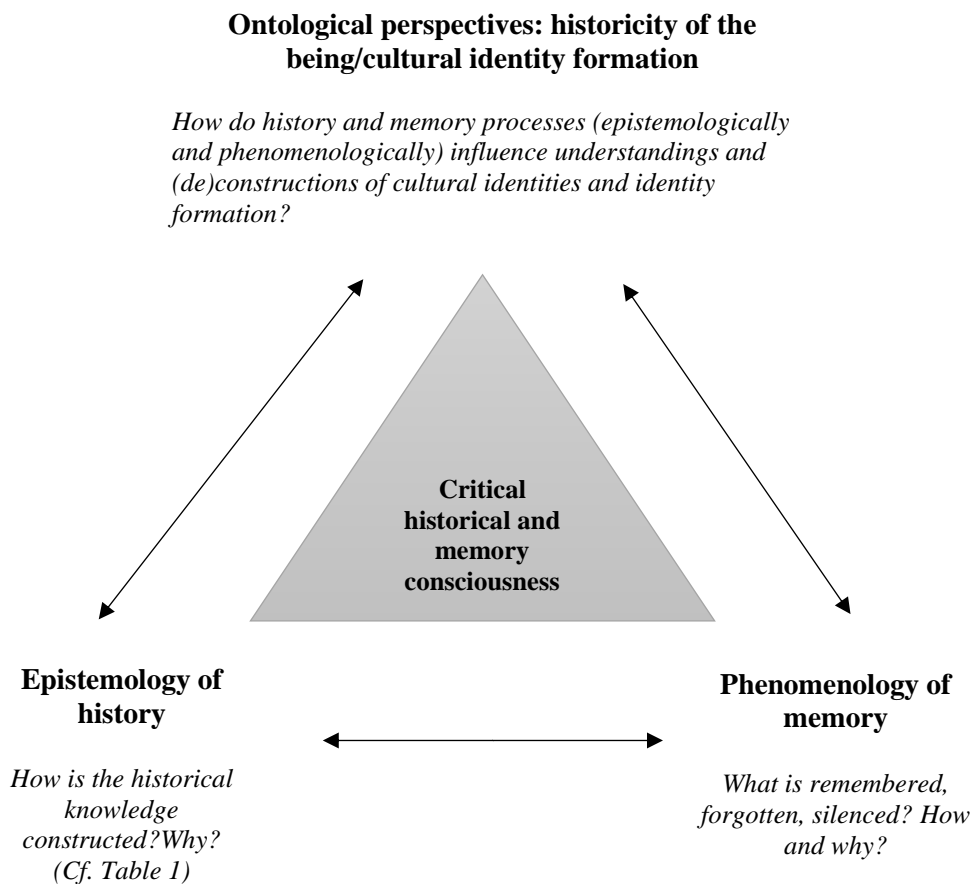 Ontological perspectives: historicity of the
being/cultural identity formation
How do history and memory processes (epistemologically
and phenomenologically) influence understandings and
(de)constructions of cultural identities and identity
formation?
Critical
historical and
memory
consciousness
Epistemology of
history
How is the historical
knowledge
constructed?Why?
(Cf. Table 1)
Phenomenology of
memory
What is remembered,
forgotten, silenced? How
and why?